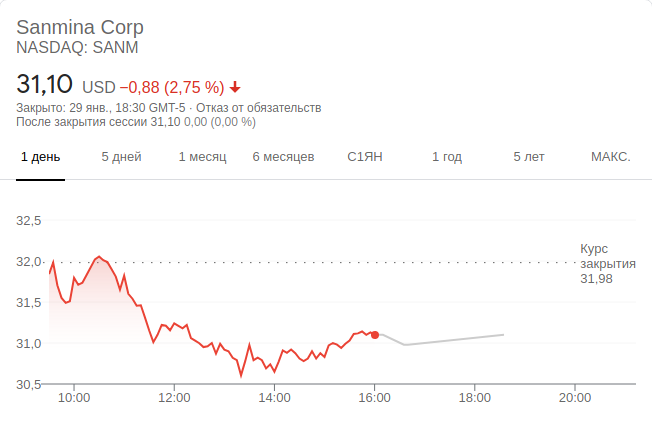 Sanmina Corp
NASDAQ: SANM
31,10 USD −0,88 (2,75 %)
Закрыто: 29 янв., 18:30 GMT-5 · Отказ от обязательств
После закрытия сессии 31,10 0,00 (0,00 %)
1 день 5 дней 1 месяц 6 месяцев С1ЯН 1 год 5 лет МАКС.
32,5
32,0
31,5
31,0
30,5
Курс
закрытия
31,98
10:00 12:00 14:00 16:00 18:00 20:00